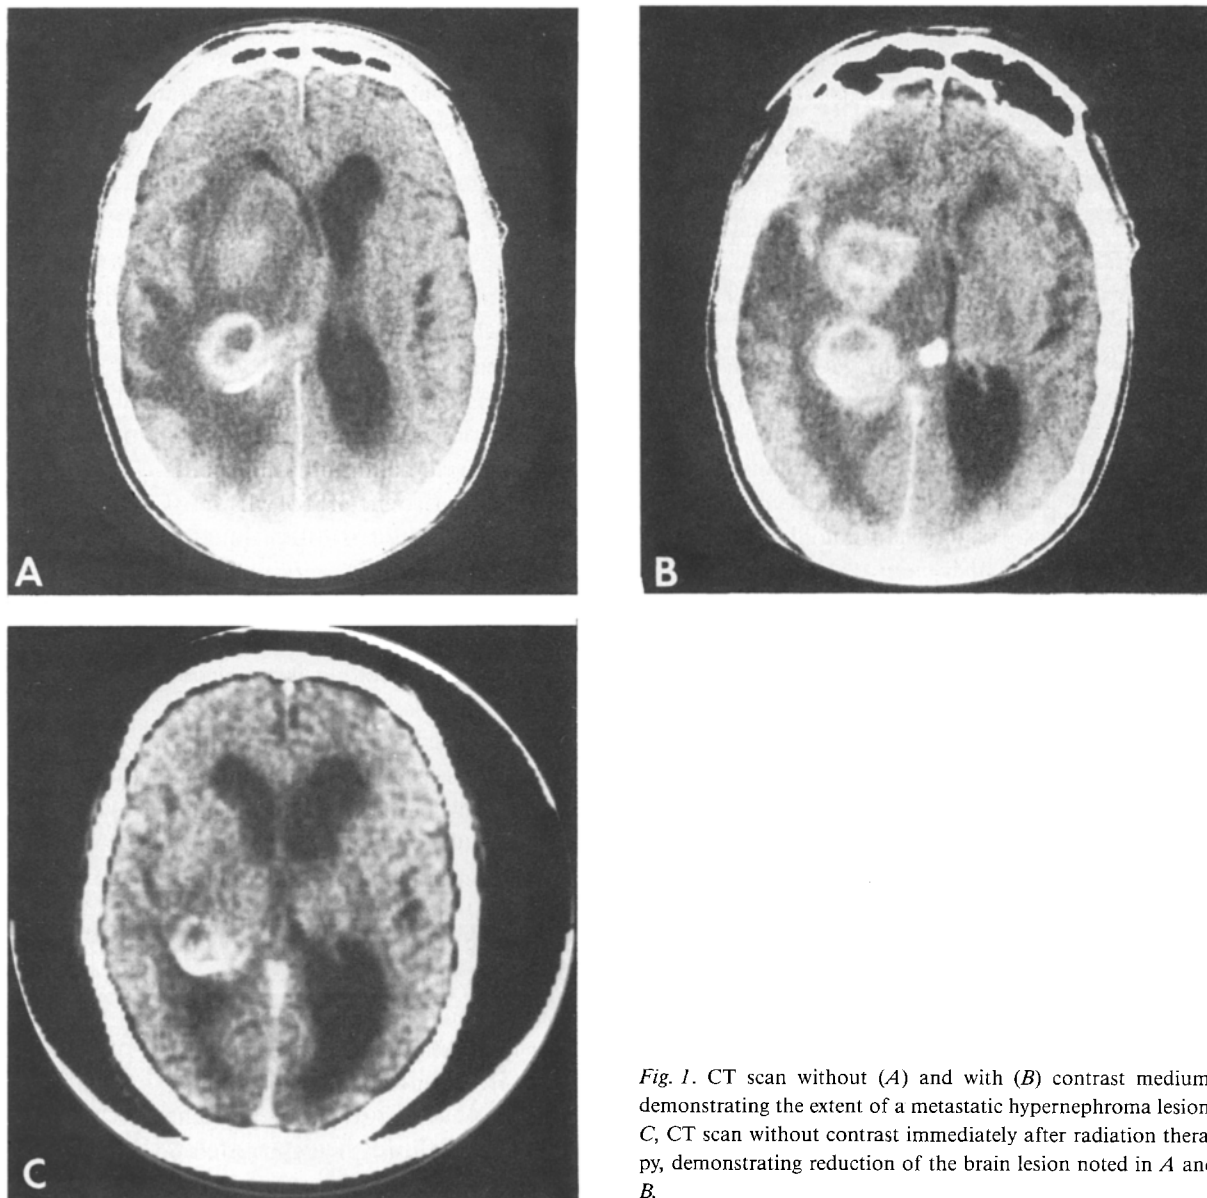 A
B
C
Fig. 1. CT scan without (A) and with (B) contrast medium
demonstrating the extent of a metastatic hypernephroma lesion
C, CT scan without contrast immediately after radiation thera-
py, demonstrating reduction of the brain lesion noted in A an
B.